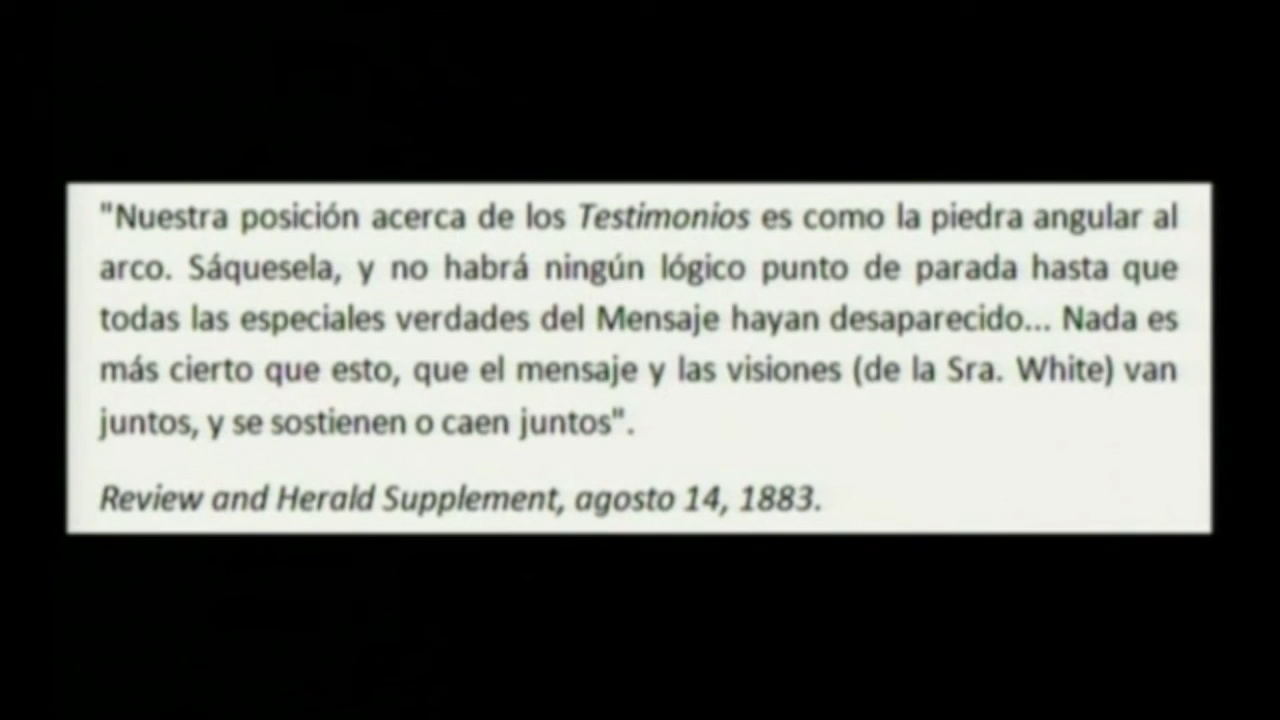 "Nuestra posición acerca de los Testimonios es como la piedra angular al
arco. Sáquesela, y no habrá ningún lógico punto de parada hasta que
todas las especiales verdades del Mensaje hayan desaparecido... Nada es
más cierto que esto, que el mensaje y las visiones (de la Sra. White) van
juntos, y se sostienen o caen juntos".
Review and Herald Supplement, agosto 14, 1883.